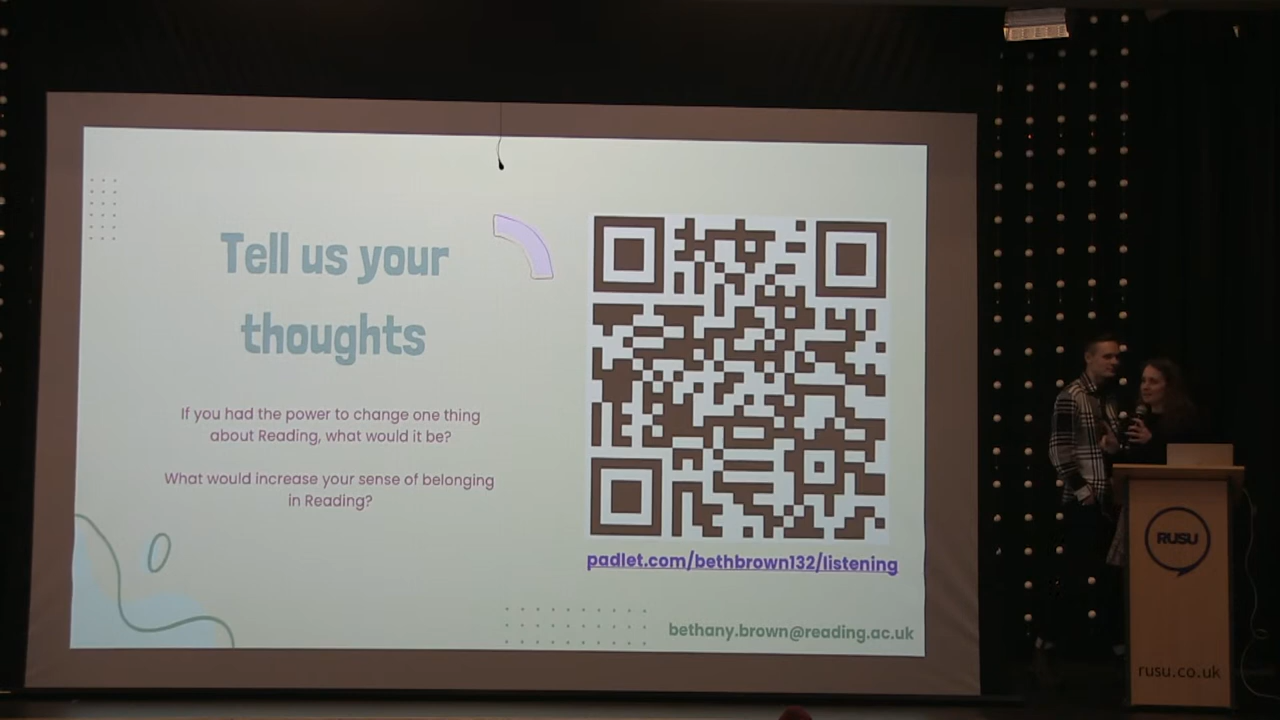 Tell us your
thoughts
If you had the power to change one thing
about Reading, what would it be?
What would increase your sense of belonging
in Reading?
padlet.com/bethbrown132/listening
bethany.brown@reading.ac.uk
RUSU
rusu.co.uk